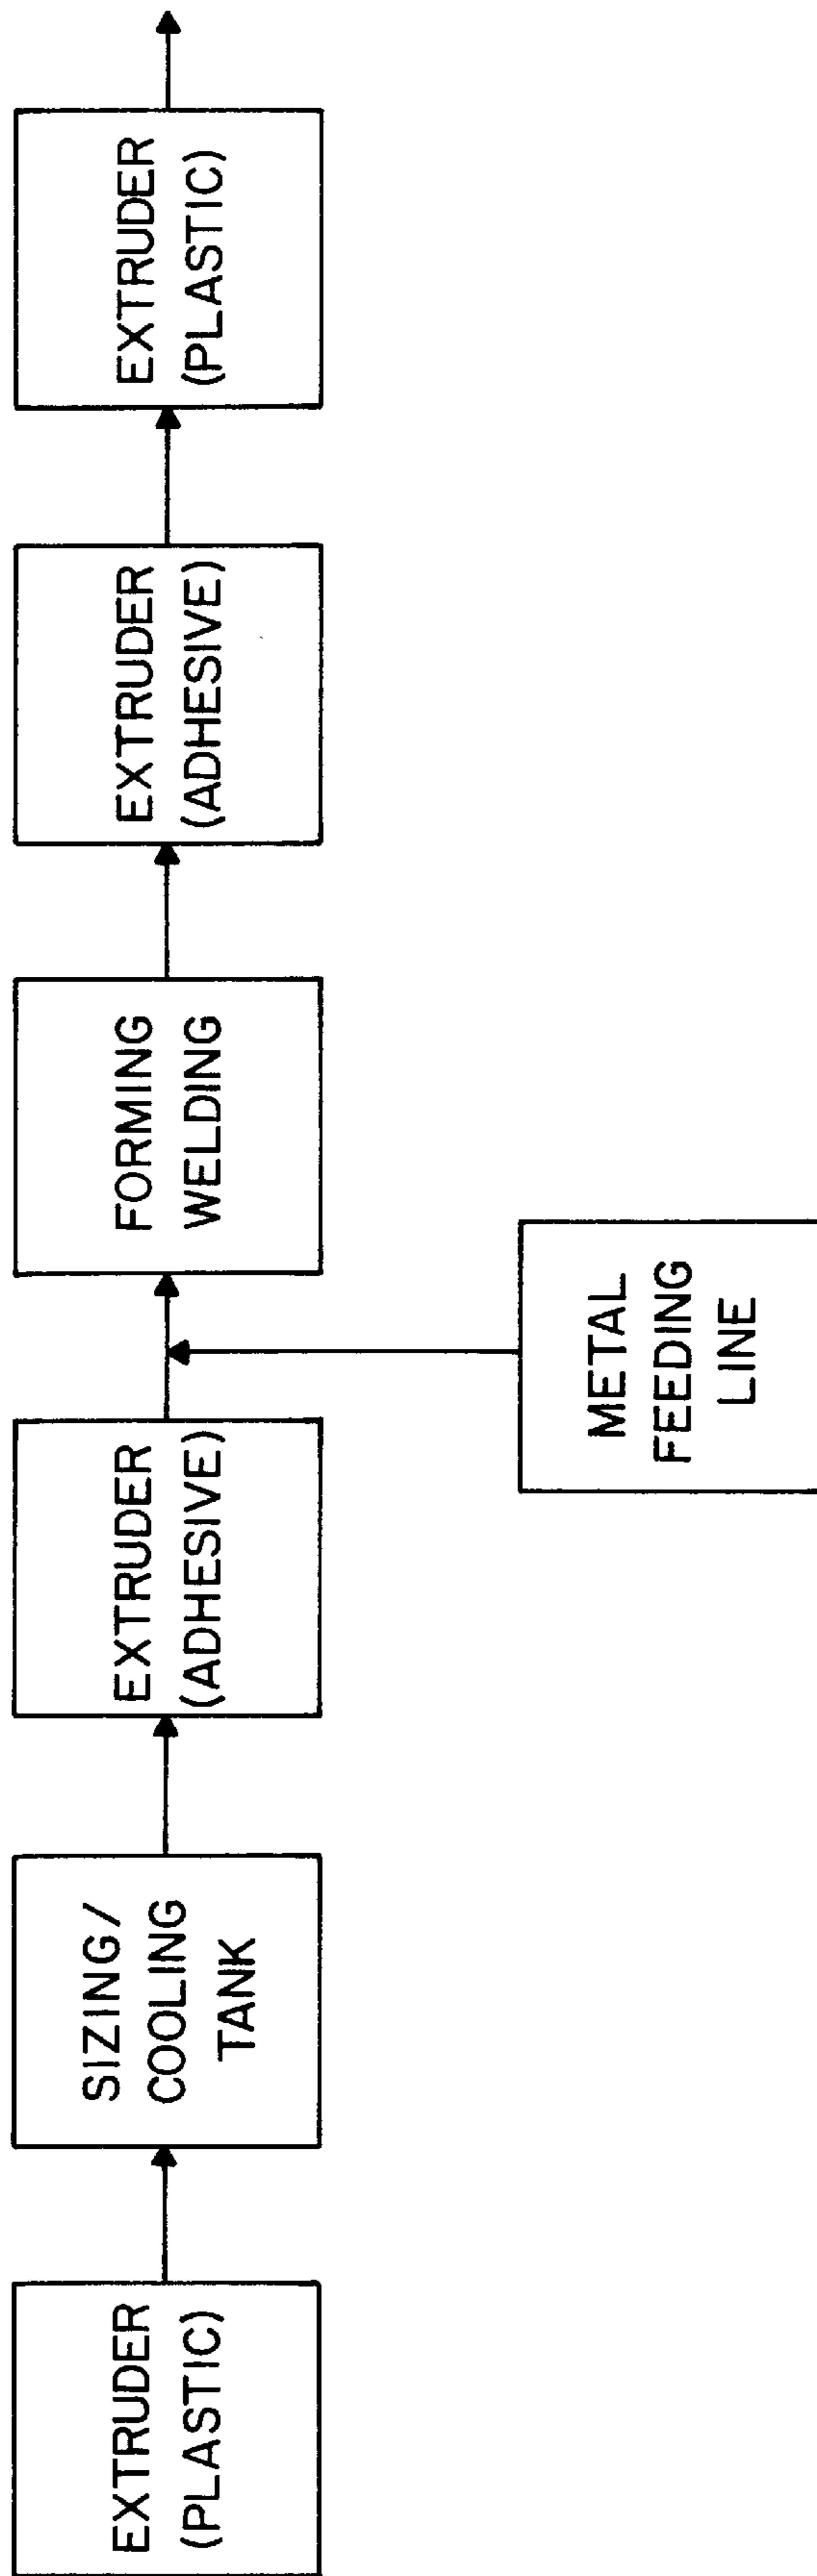 EXTRUDER
(PLASTIC)
SIZING/
COOLING
TANK
EXTRUDER
(ADHESIVE)
METAL
FEEDING
LINE
FORMING
WELDING
EXTRUDER
(ADHESIVE)
EXTRUDER
(PLASTIC)